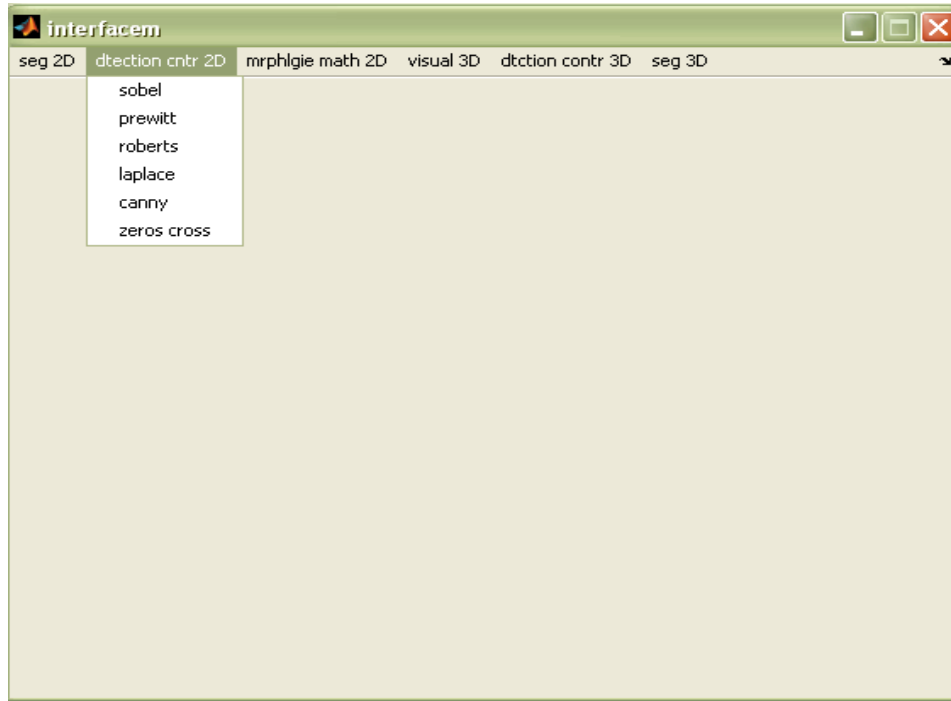 interfacem
seg 2D dtection cntr 2D mrphlgie math 2D visual 3D dtction contr 3D seg 3D
sobel
prewitt
roberts
laplace
canny
zeros cross